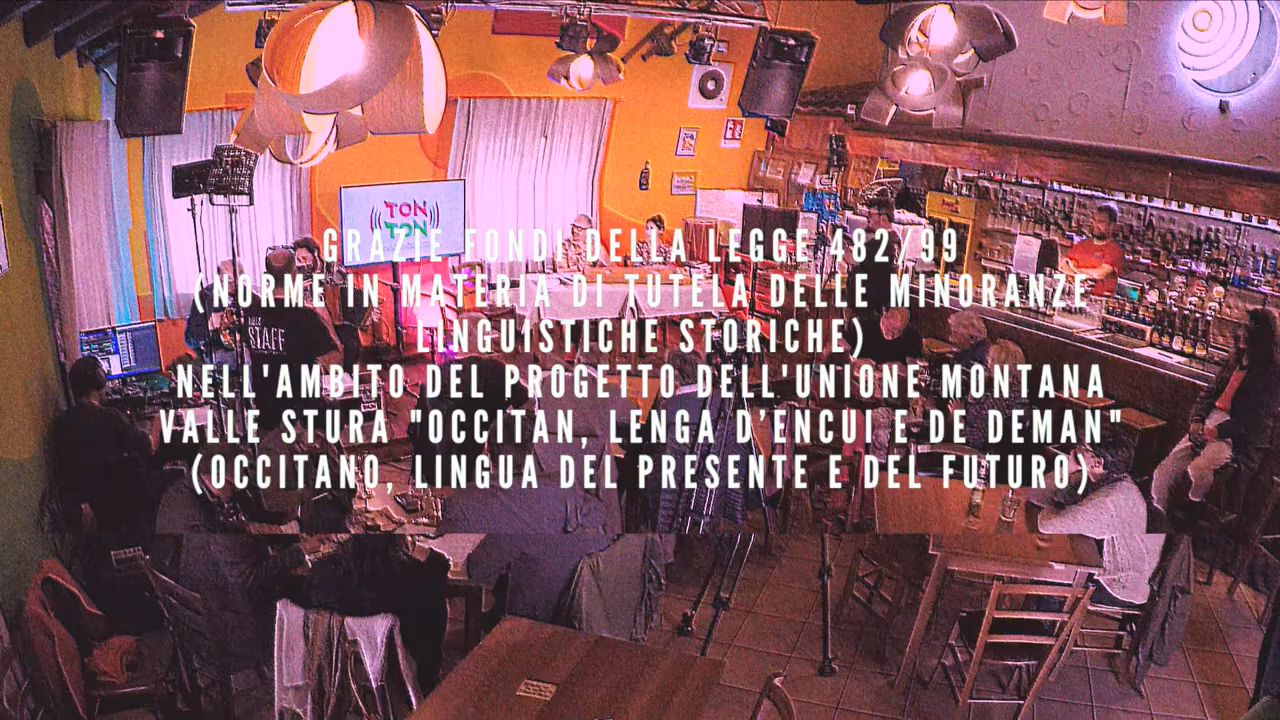 TON
TON
GRAZIE FONDI DELLA LEGGE 482/99
(NORME IN MATERIA DI TUTELA DELLE MINORANZE
LINGUISTICHE STORICHE)
NELL'AMBITO DEL PROGETTO DELL'UNIONE MONTANA
VALLE STURA "OCCITAN, LENGA D’ENCUI E DE DEMAN"
(OCCITANO, LINGUA DEL PRESENTE E DEL FUTURO)
STAFF